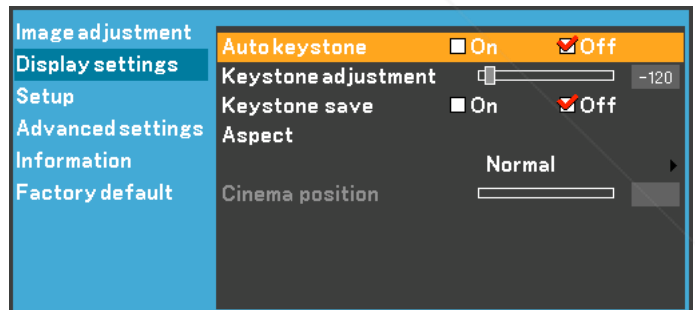 Image adjustment
Display settings
Setup
Advanced settings
Information
Factory default
Auto keystone On Off
Keystone adjustment -120
Keystone save On Off
Aspect
Normal
Cinema position